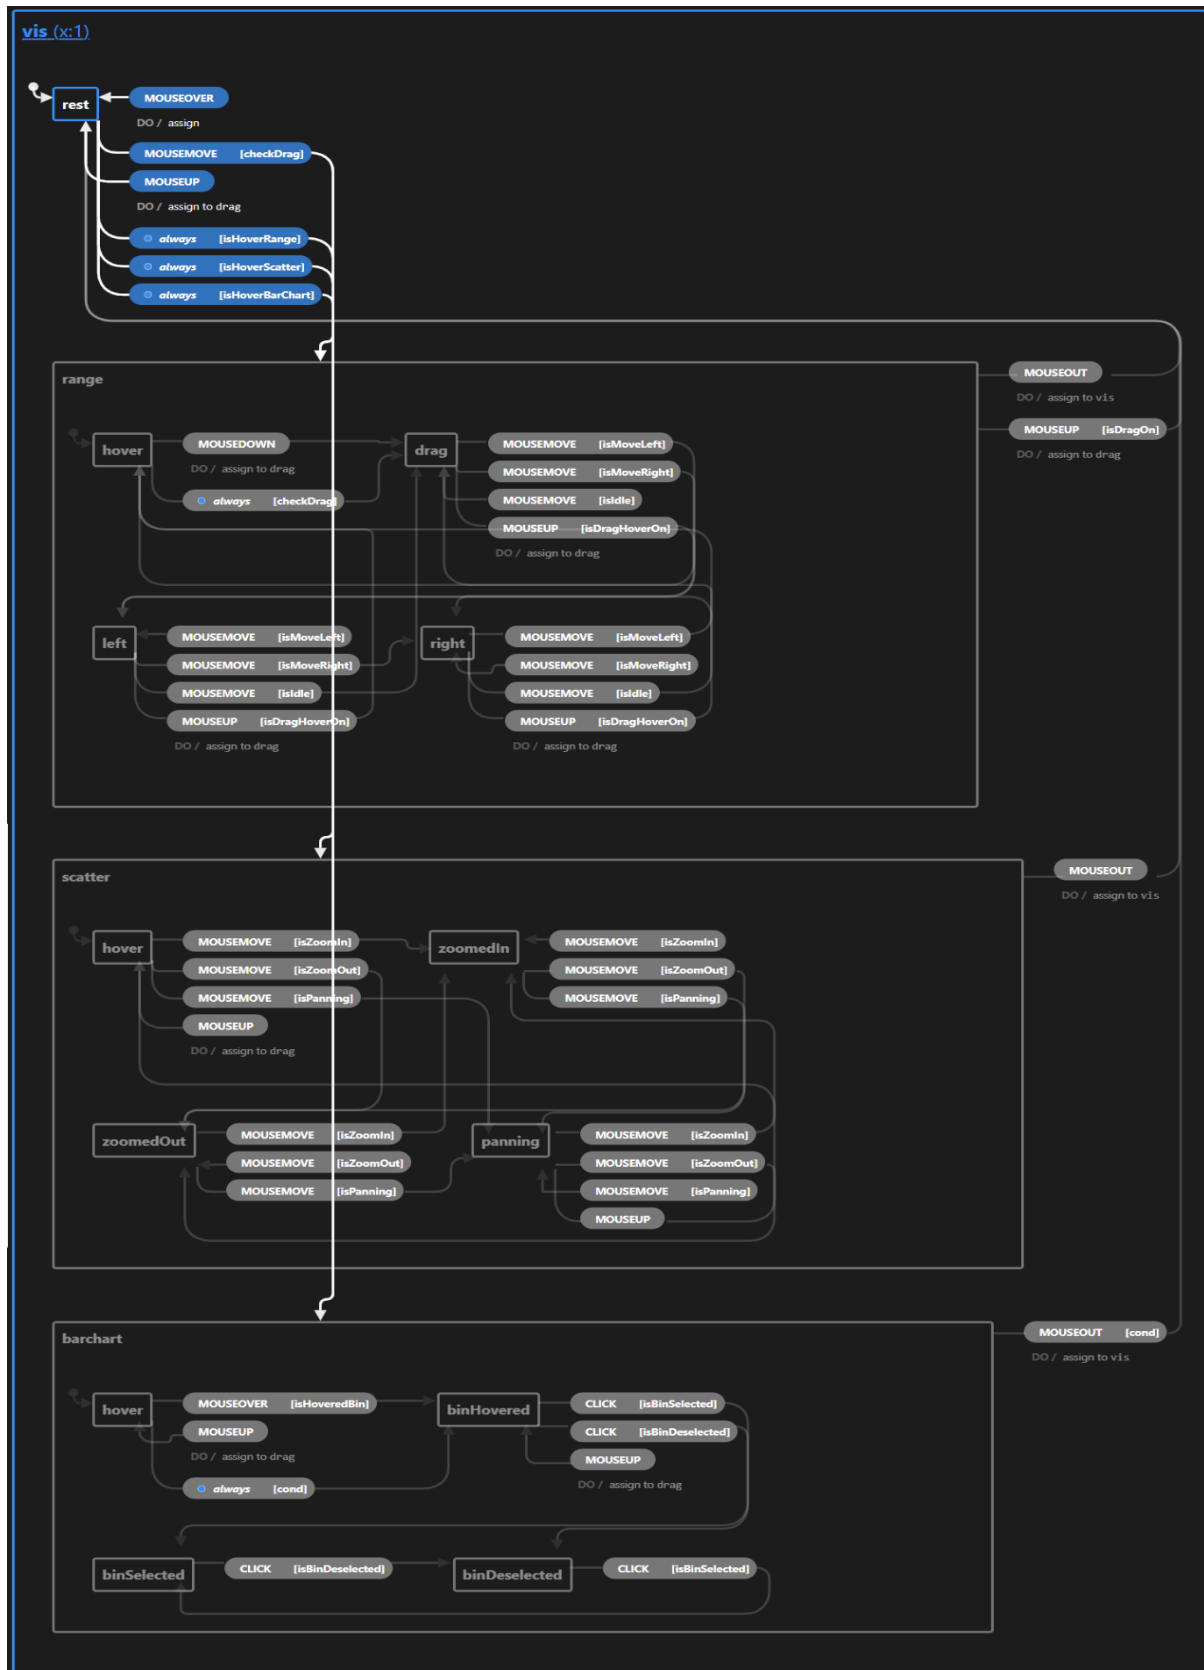 vis (x:1)
rest
MOUSEOVER
DO / assign
MOUSEMOVE [checkDrag]
MOUSEUP
DO / assign to drag
always [isHoverRange]
always [isHoverScatter]
always [isHoverBarChart]
range
MOUSEOUT
DO / assign to vis
MOUSEUP [isDragOn]
DO / assign to drag
hover
MOUSEDOWN
DO / assign to drag
always [checkDrag]
drag
MOUSEMOVE [isMoveLeft]
MOUSEMOVE [isMoveRight]
MOUSEMOVE [isIdle]
MOUSEUP [isDragHoverOn]
DO / assign to drag
left
MOUSEMOVE [isMoveLeft]
MOUSEMOVE [isMoveRight]
MOUSEMOVE [isIdle]
MOUSEUP [isDragHoverOn]
DO / assign to drag
right
MOUSEMOVE [isMoveLeft]
MOUSEMOVE [isMoveRight]
MOUSEMOVE [isIdle]
MOUSEUP [isDragHoverOn]
DO / assign to drag
scatter
MOUSEOUT
DO / assign to vis
hover
MOUSEMOVE [isZoomIn]
MOUSEMOVE [isZoomOut]
MOUSEMOVE [isPanning]
MOUSEUP
DO / assign to drag
zoomedIn
MOUSEMOVE [isZoomIn]
MOUSEMOVE [isZoomOut]
MOUSEMOVE [isPanning]
zoomedOut
MOUSEMOVE [isZoomIn]
MOUSEMOVE [isZoomOut]
MOUSEMOVE [isPanning]
panning
MOUSEMOVE [isZoomIn]
MOUSEMOVE [isZoomOut]
MOUSEMOVE [isPanning]
MOUSEUP
barchart
MOUSEOUT [cond]
DO / assign to vis
hover
MOUSEOVER [isHoveredBin]
MOUSEUP
DO / assign to drag
always [cond]
binHovered
CLICK [isBinSelected]
CLICK [isBinDeselected]
MOUSEUP
DO / assign to drag
binSelected
CLICK [isBinDeselected]
binDeselected
CLICK [isBinSelected]